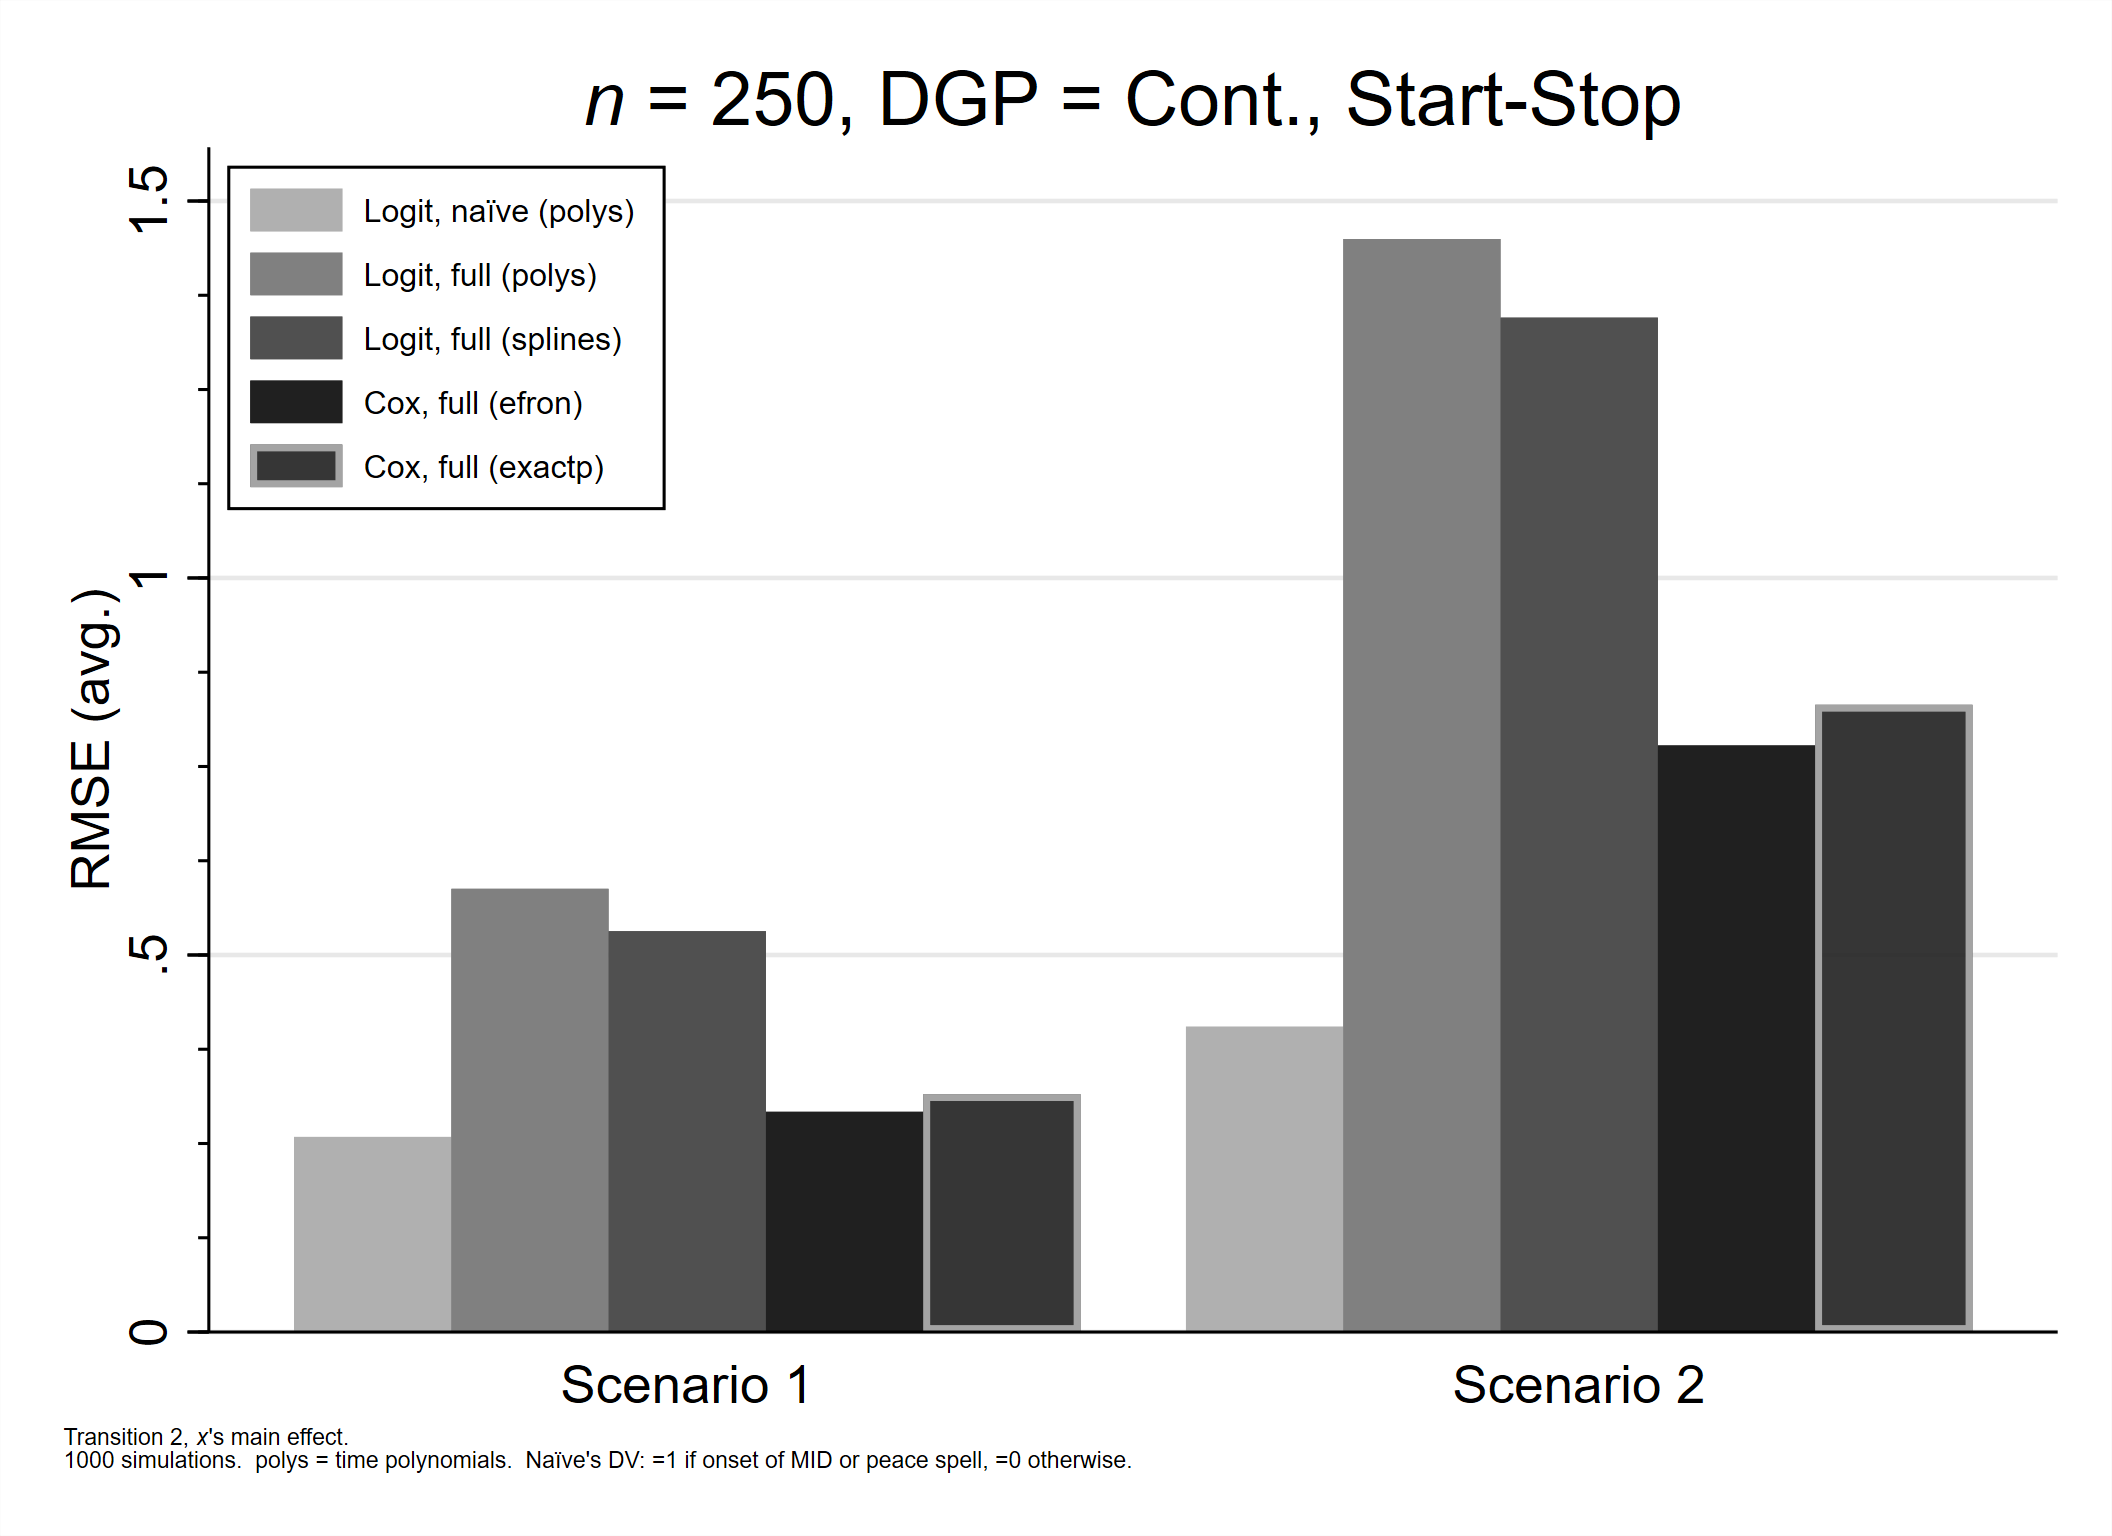 n = 250, DGP = Cont., Start-Stop
Logit, naïve (polys)
Logit, full (polys)
Logit, full (splines)
Cox, full (efron)
Cox, full (exactp)
RMSE (avg.)
1.5
1
.5
0
Scenario 1
Scenario 2
Transition 2, x's main effect.
1000 simulations.  polys = time polynomials.  Naïve's DV: =1 if onset of MID or peace spell, =0 otherwise.